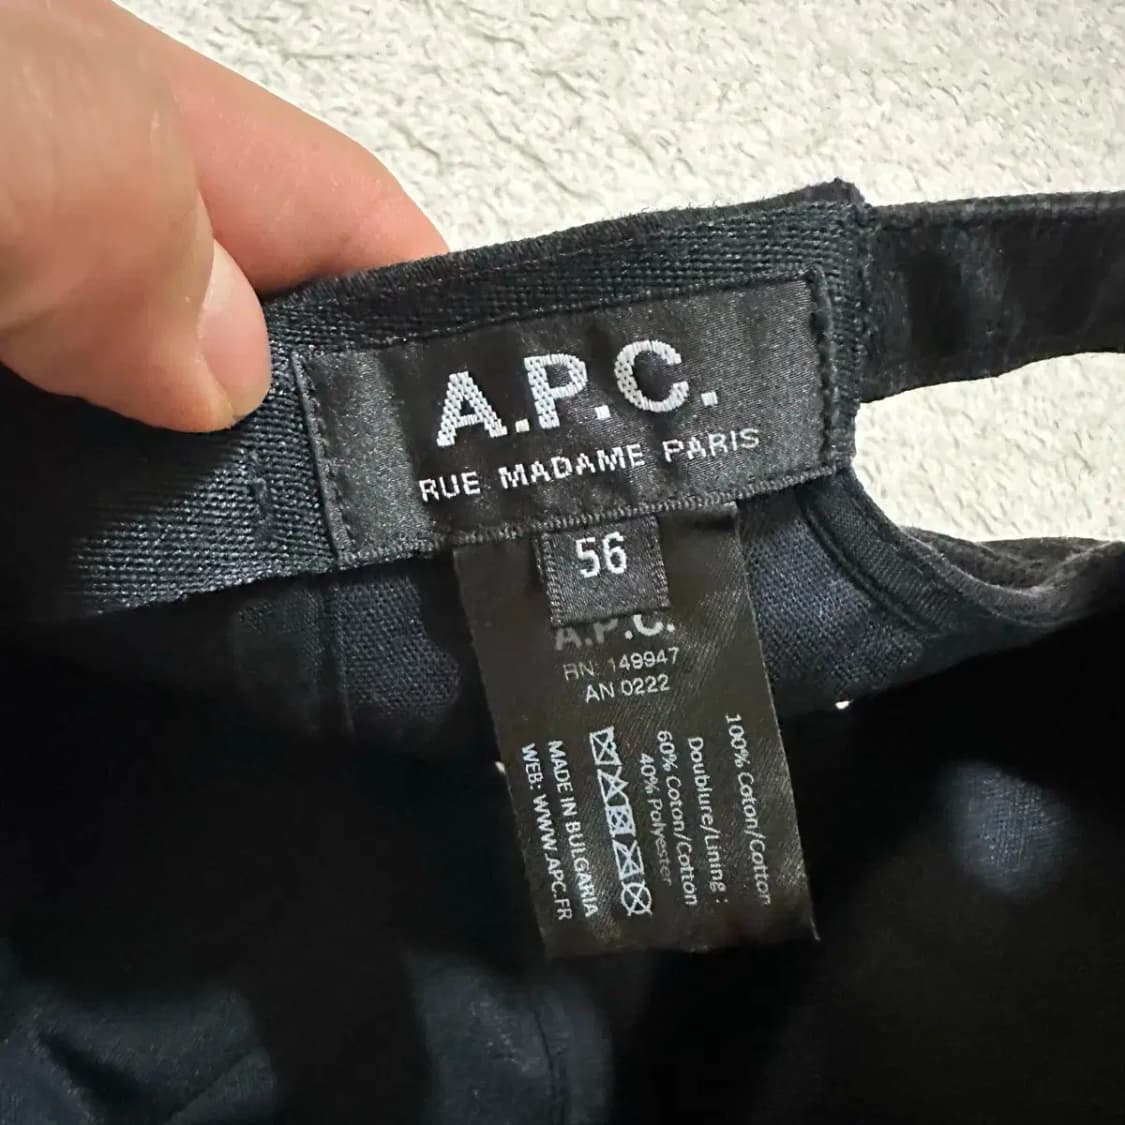 A.P.C.
RUE MADAME PARIS
56
A.P.C.
RN: 149947
AN 0222
100% Coton/Cotton
Doublure/Lining :
60% Coton/Cotton
40% Polyester
MADE IN BULGARIA
WEB: WWW.APC.FR